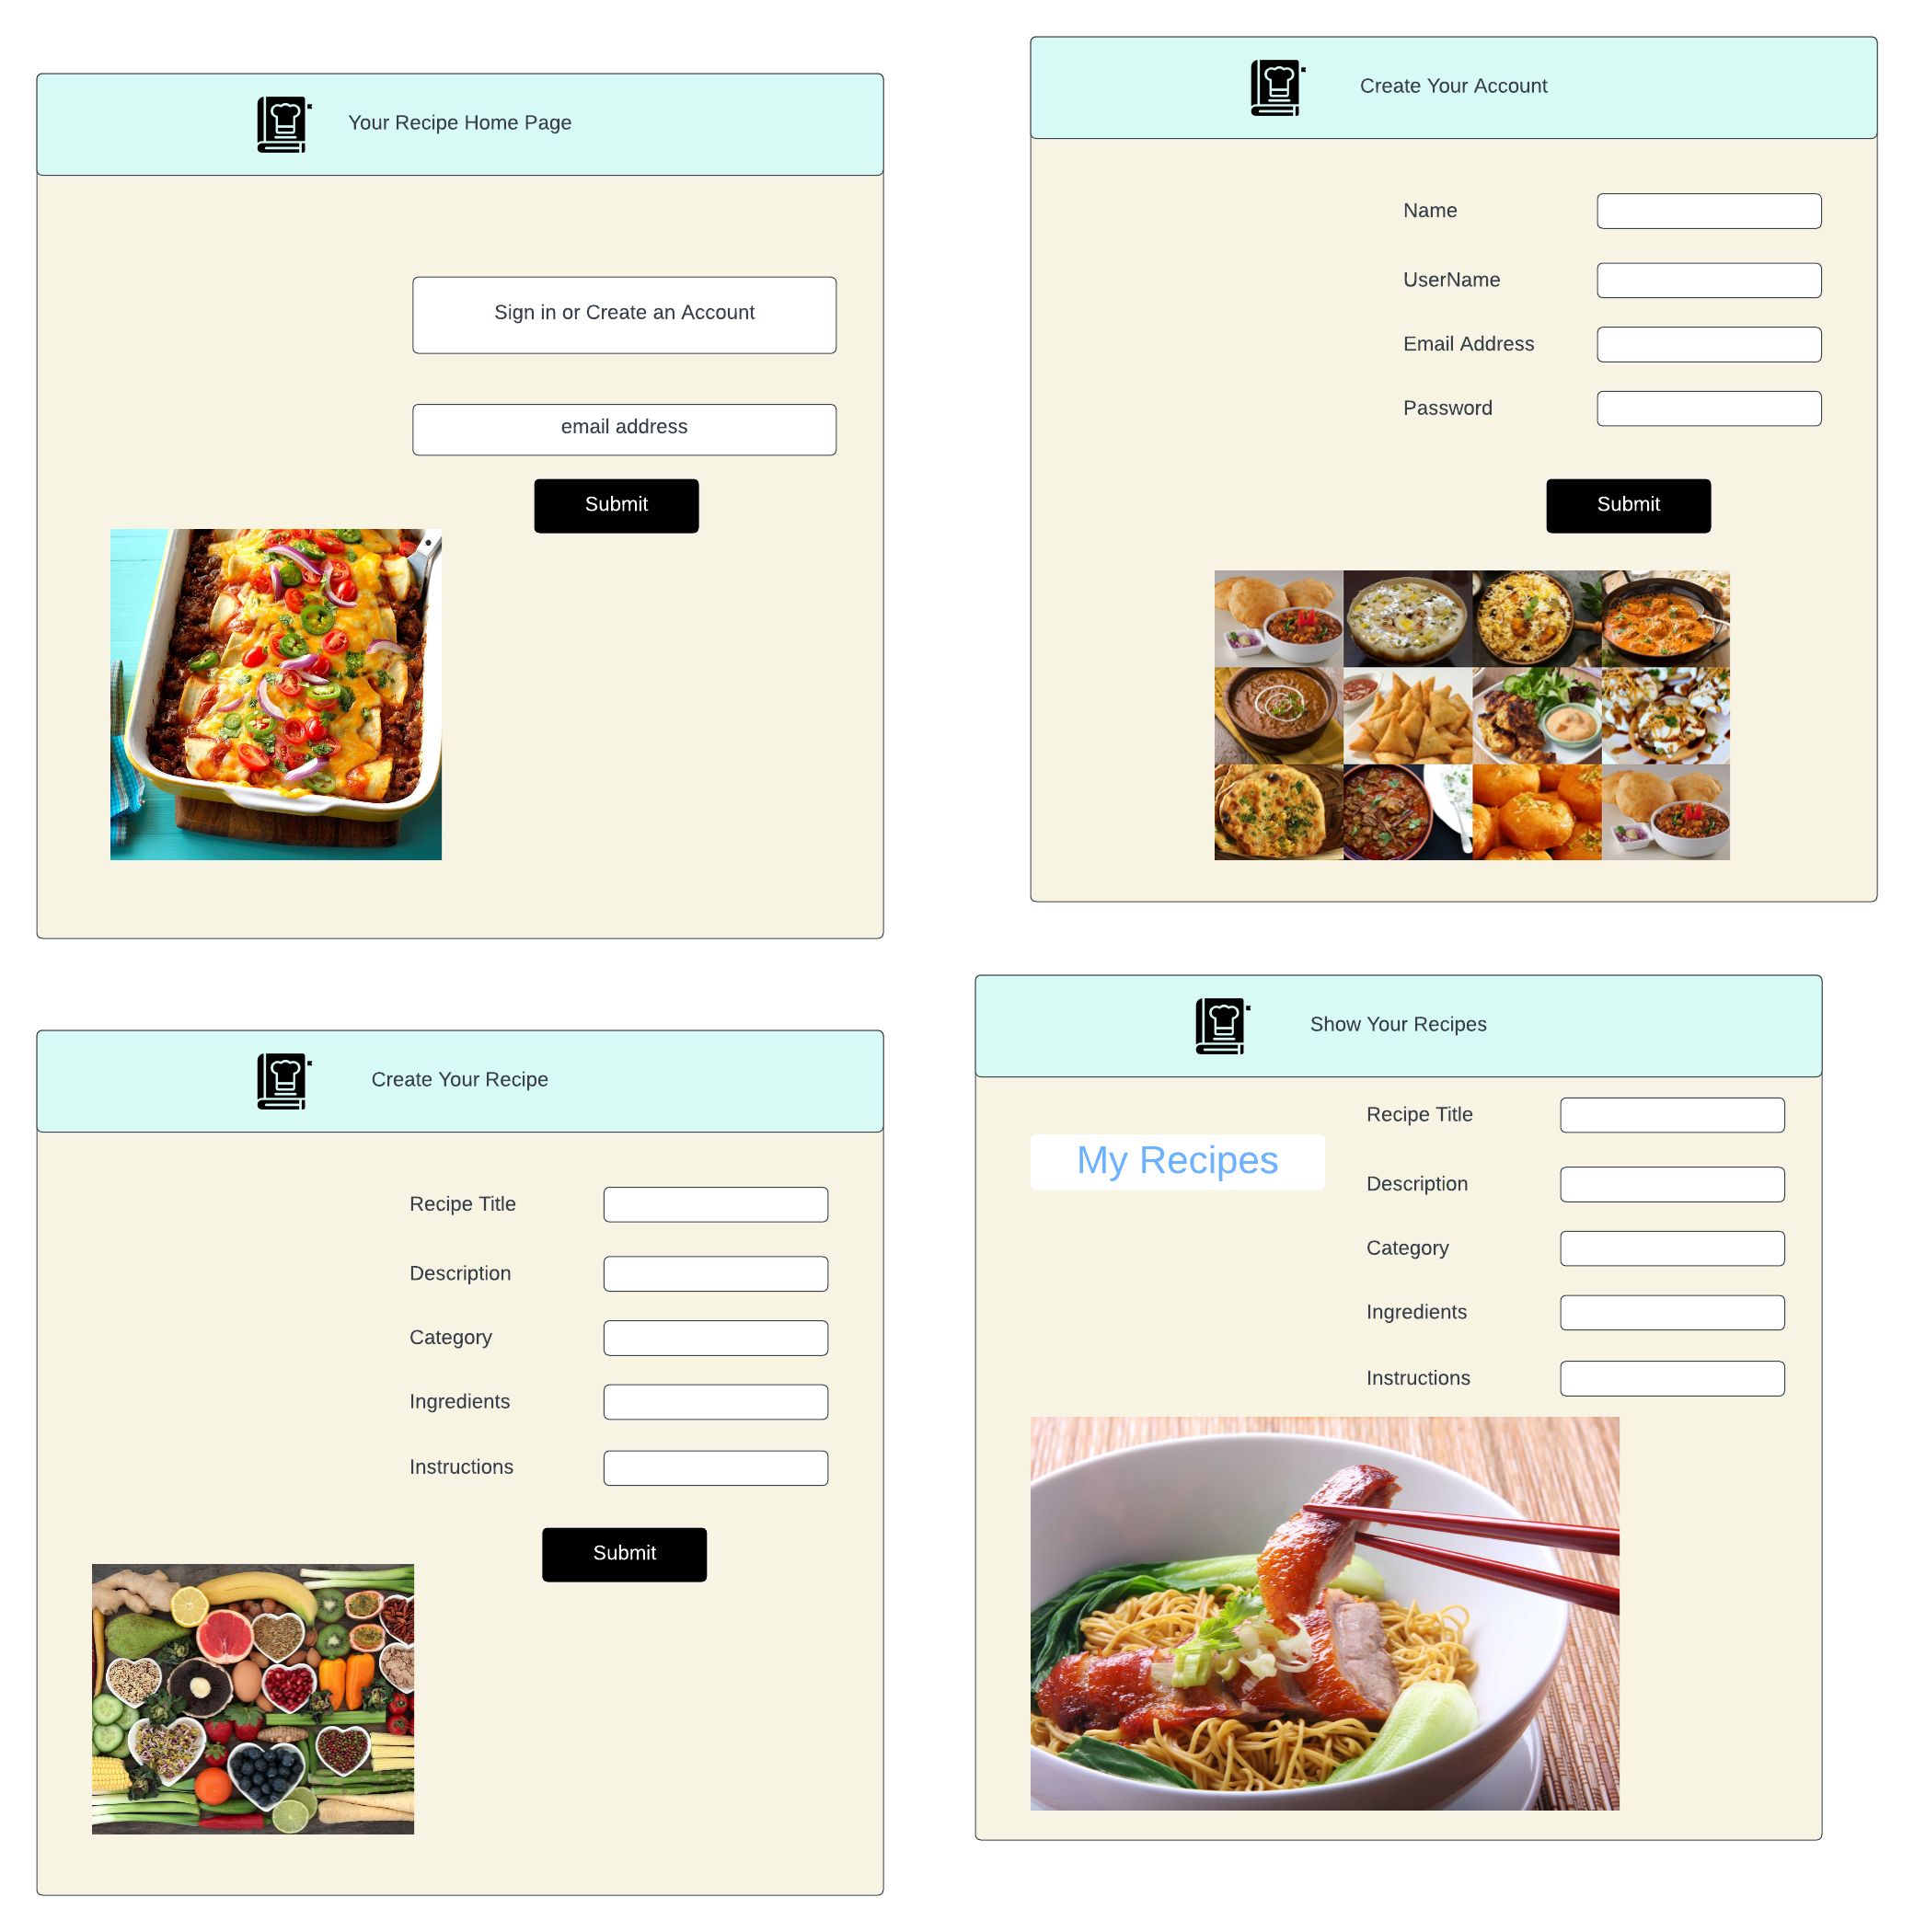 Your Recipe Home Page
Sign in or Create an Account
email address
Submit
Create Your Account
Name
UserName
Email Address
Password
Submit
Create Your Recipe
Recipe Title
Description
Category
Ingredients
Instructions
Submit
Show Your Recipes
My Recipes
Recipe Title
Description
Category
Ingredients
Instructions